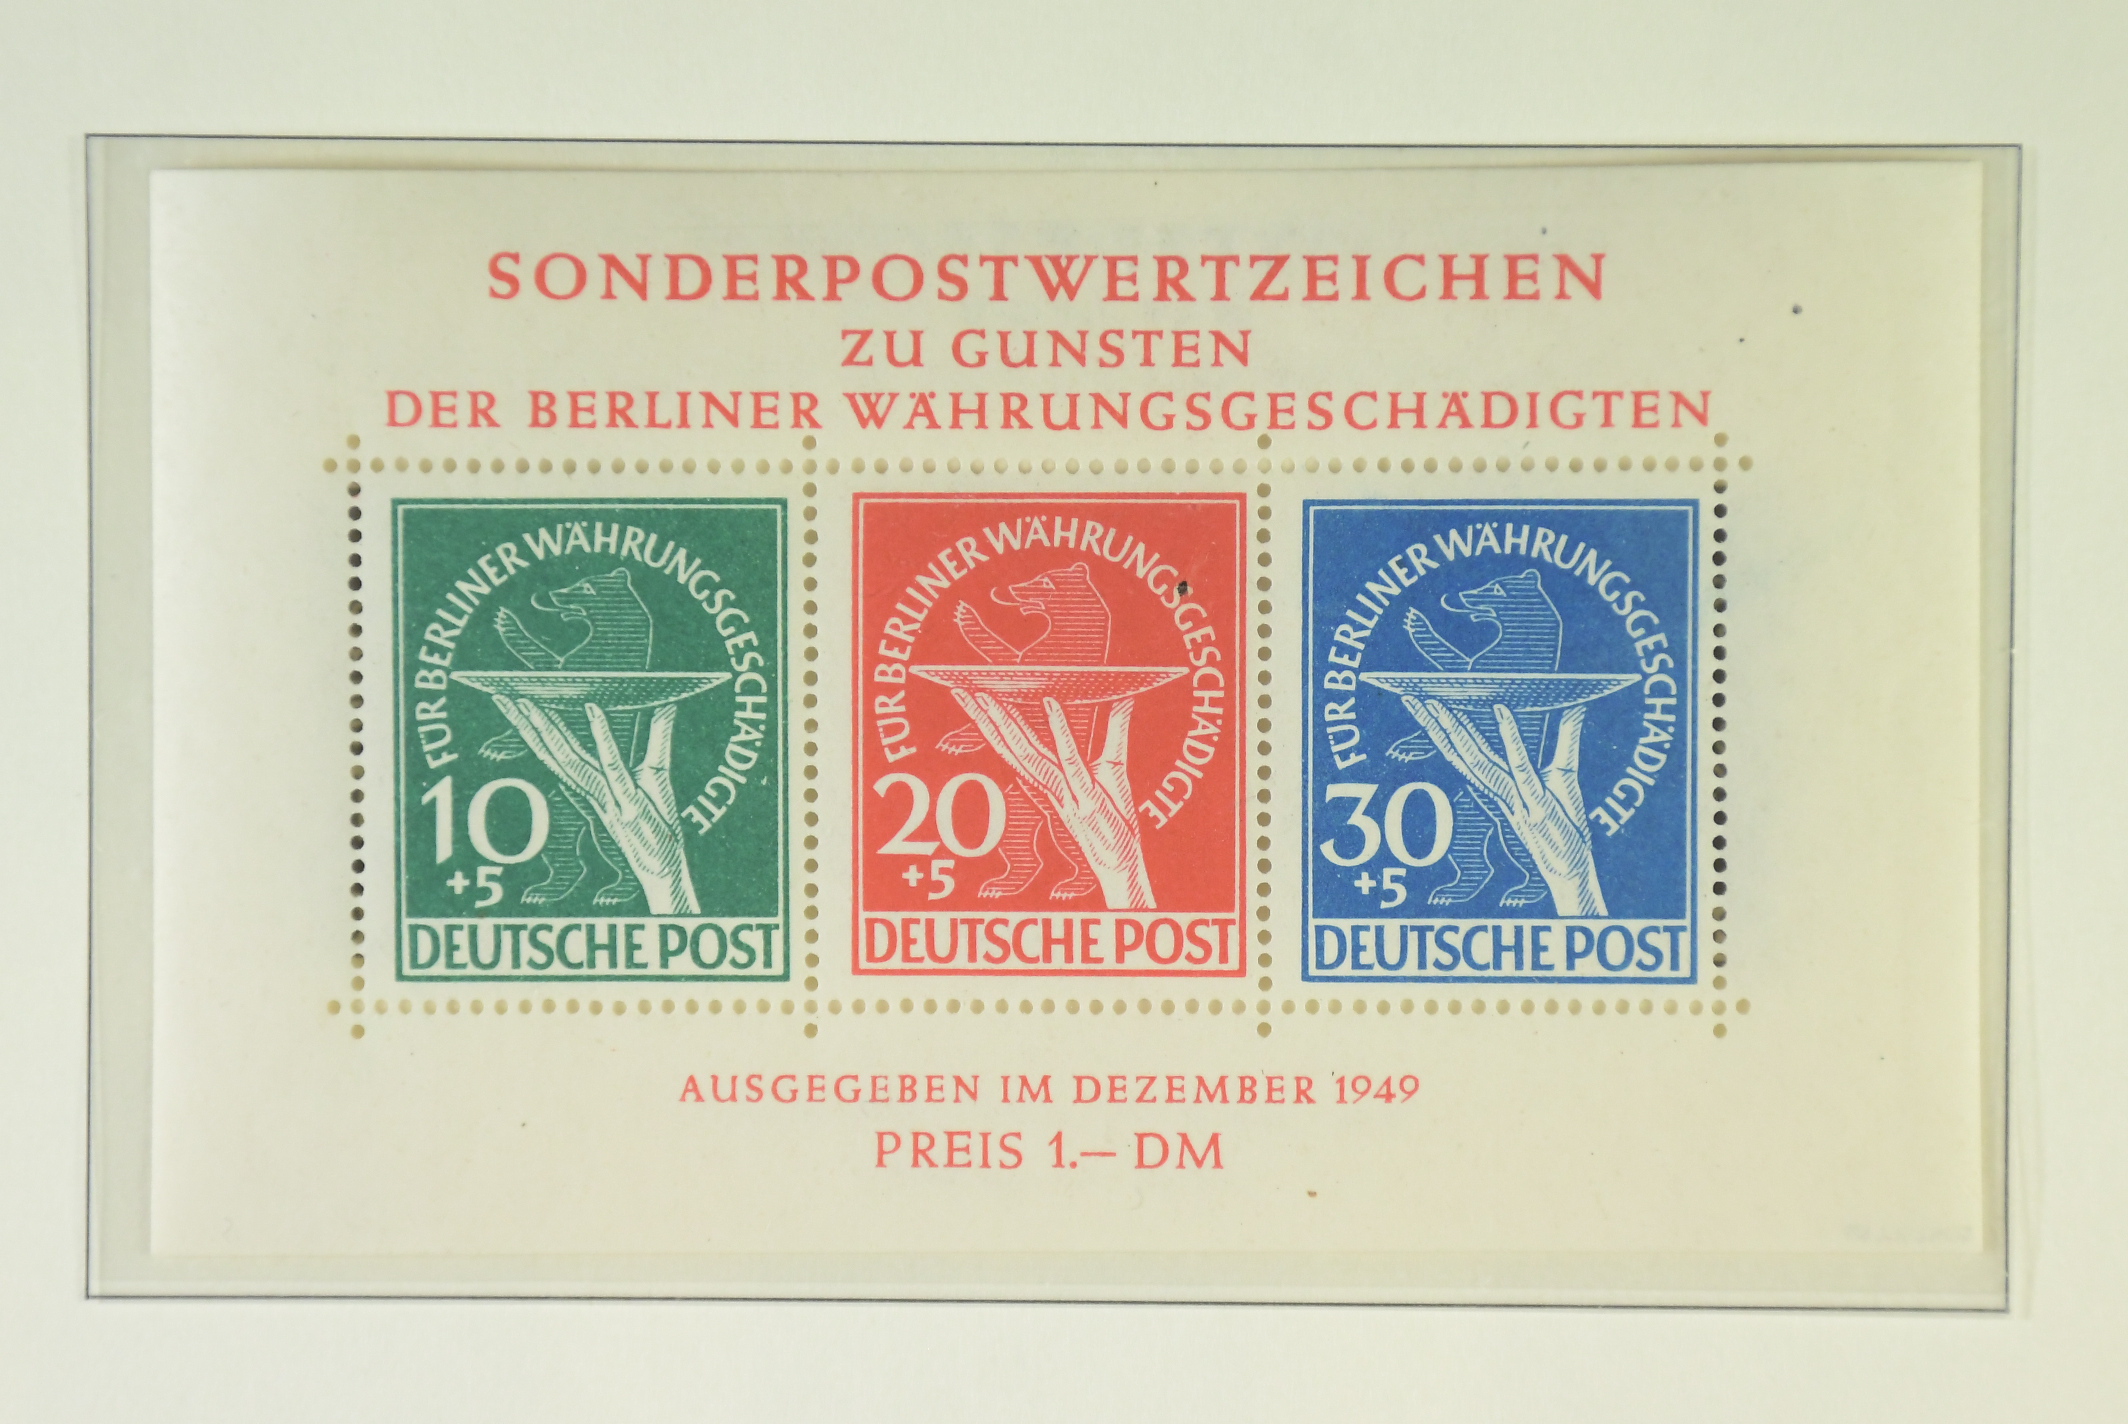 SONDERPOSTWERTZEICHEN
ZU GUNSTEN
DER BERLINER WÄHRUNGSGESCHÄDIGTEN
FÜR BERLINER WÄHRUNGSGESCHÄDIGTE
10
+5
DEUTSCHE POST
FÜR BERLINER WÄHRUNGSGESCHÄDIGTE
20
+5
DEUTSCHE POST
FÜR BERLINER WÄHRUNGSGESCHÄDIGTE
30
+5
DEUTSCHE POST
AUSGEGEBEN IM DEZEMBER 1949
PREIS 1.— DM